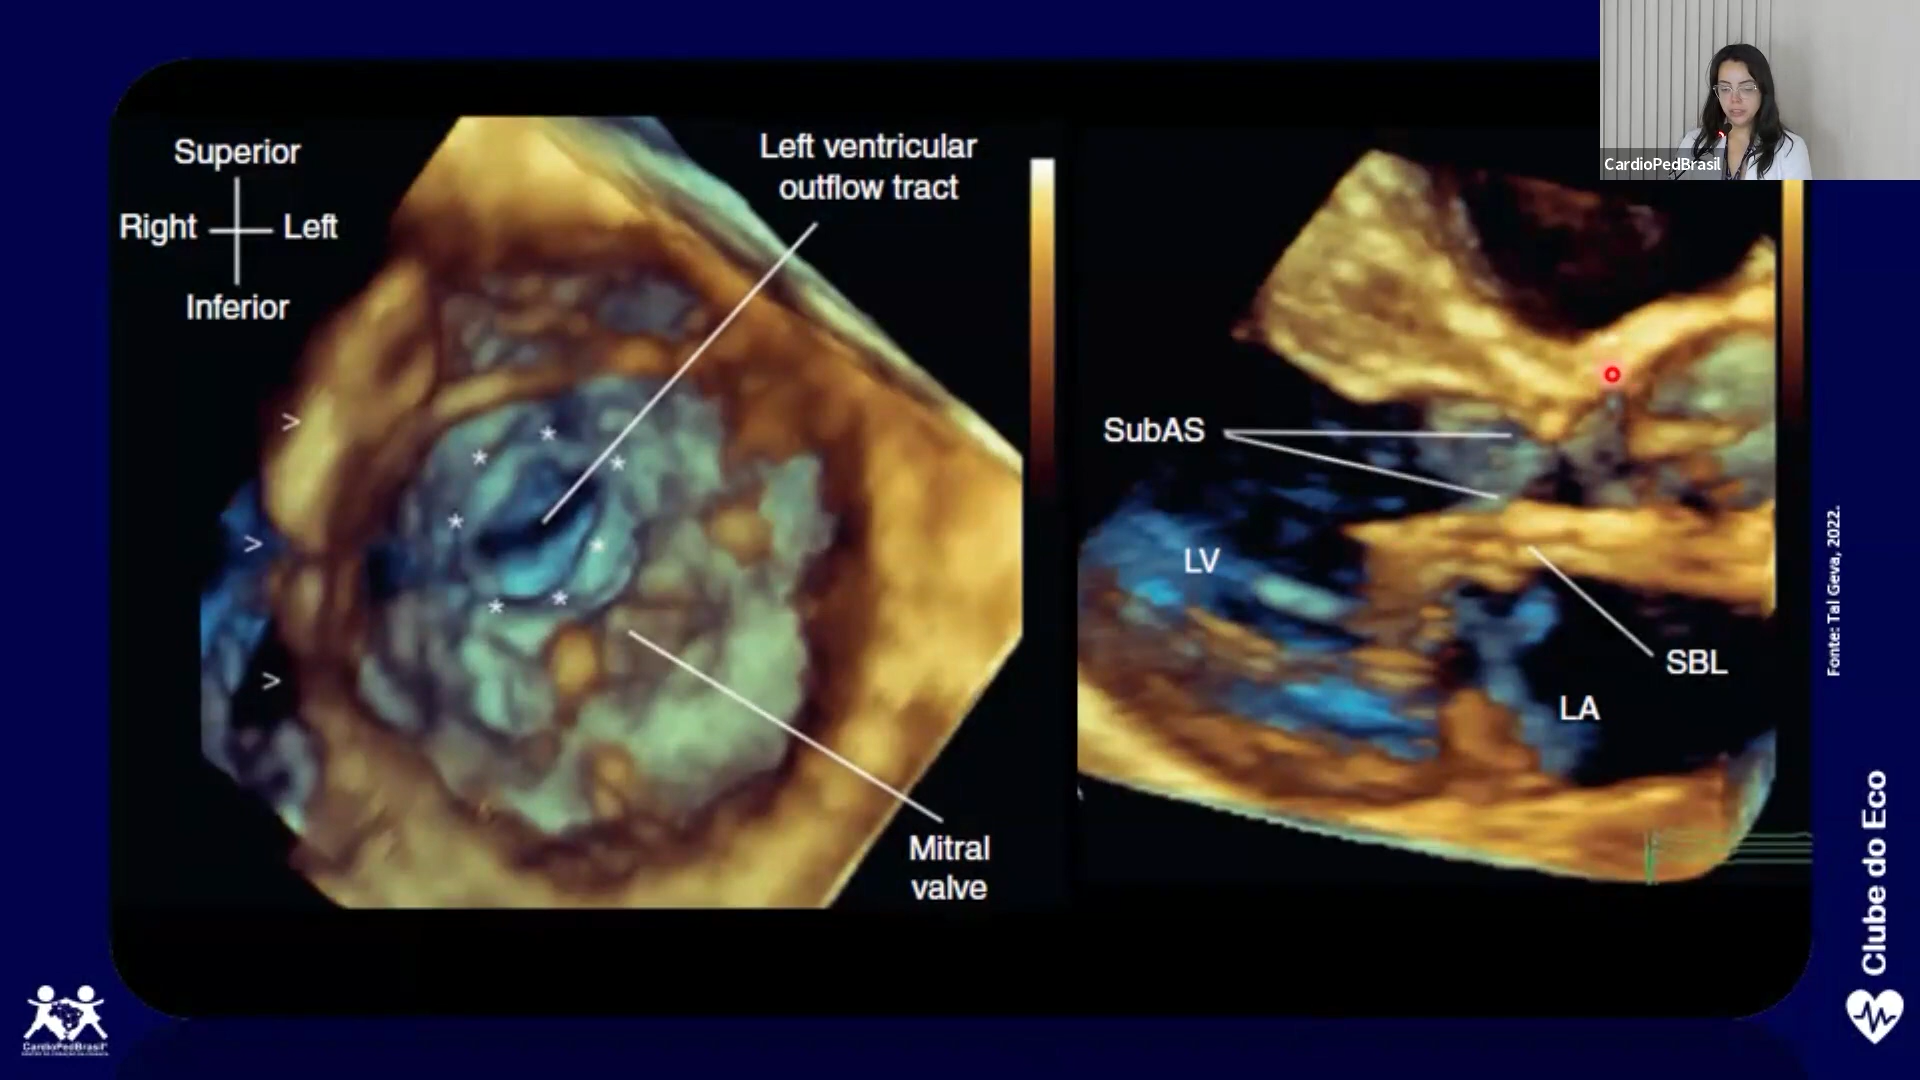 Superior
Right
Left
Inferior
Left ventricular
outflow tract
>
>
>
*
*
*
*
*
*
*
Mitral
valve
SubAS
LV
SBL
LA
CardioPedBrasil
Fonte: Tal Geva, 2022.
Clube do Eco
CardioPedBrasil